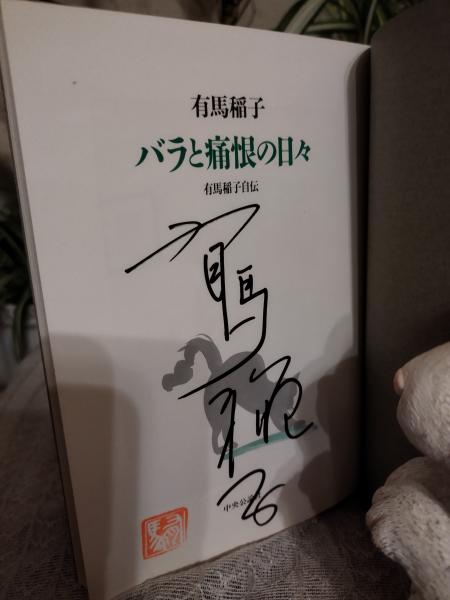 有馬稲子
バラと痛恨の日々
有馬稲子自伝
有馬稲子
中央公論